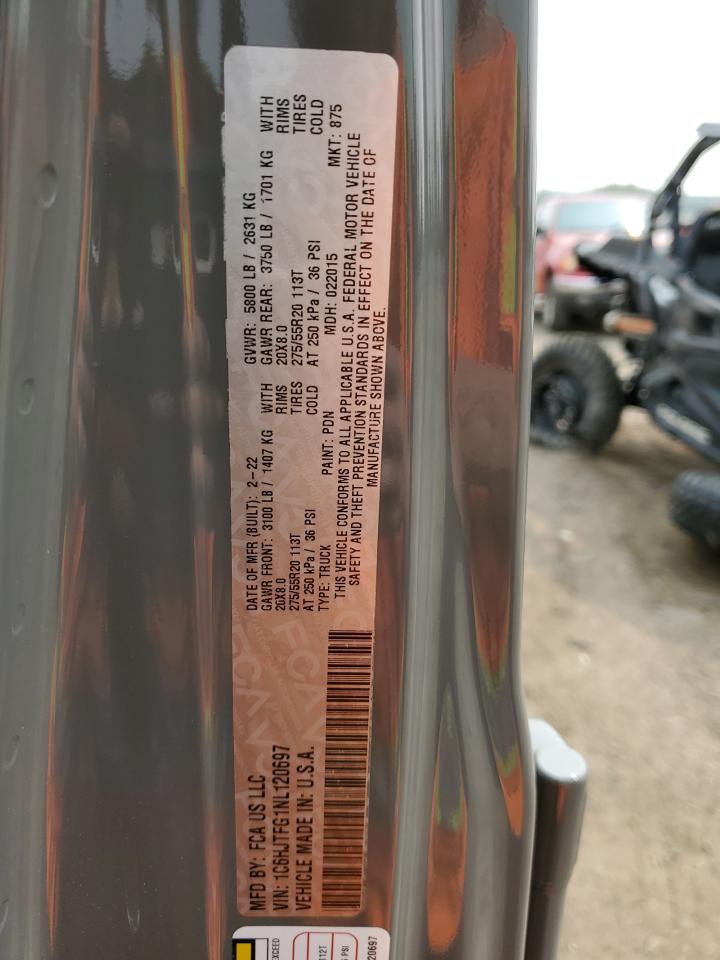 MFD BY: FCA US LLC
VIN: 1C6HJTFG1NL120697
VEHICLE MADE IN: U.S.A.
DATE OF MFR (BUILT): 2-22 GVWR: 5800 LB / 2631 KG
GAWR FRONT: 3100 LB / 1407 KG WITH GAWR REAR: 3750 LB / 1701 KG WITH
20X8.0 RIMS 20X8.0 RIMS
275/55R20 113T TIRES 275/55R20 113T TIRES
AT 250 kPa / 36 PSI COLD AT 250 kPa / 36 PSI COLD
TYPE: TRUCK PAINT: PDN MDH: 022015 MKT: 875
THIS VEHICLE CONFORMS TO ALL APPLICABLE U.S.A. FEDERAL MOTOR VEHICLE
SAFETY AND THEFT PREVENTION STANDARDS IN EFFECT ON THE DATE OF
MANUFACTURE SHOWN ABOVE.
EXCEED
112T
PSI
20697